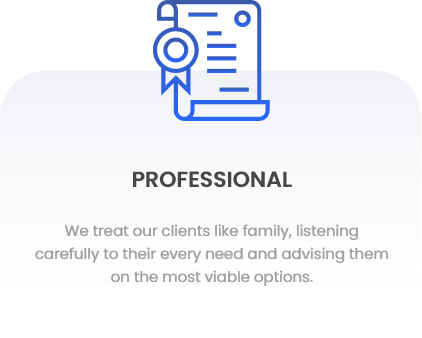 PROFESSIONAL
We treat our clients like family, listening
carefully to their every need and advising them
on the most viable options.